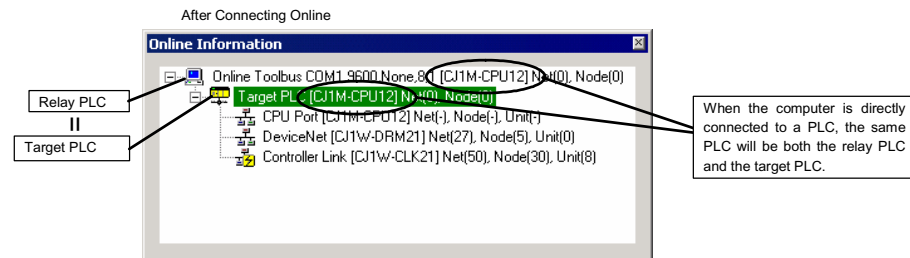 After Connecting Online
Online Information
Online Toolbus COM1 9600,None,8,1 [CJ1M-CPU12] Net(0), Node(0)
Relay PLC
Target PLC [CJ1M-CPU12] Net(0), Node(0)
CPU Port [CJ1M-CPU12] Net(-), Node(-), Unit(-)
Target PLC
DeviceNet [CJ1W-DRM21] Net(27), Node(5), Unit(0)
Controller Link [CJ1W-CLK21] Net(50), Node(30), Unit(8)
When the computer is directly
connected to a PLC, the same
PLC will be both the relay PLC
and the target PLC.